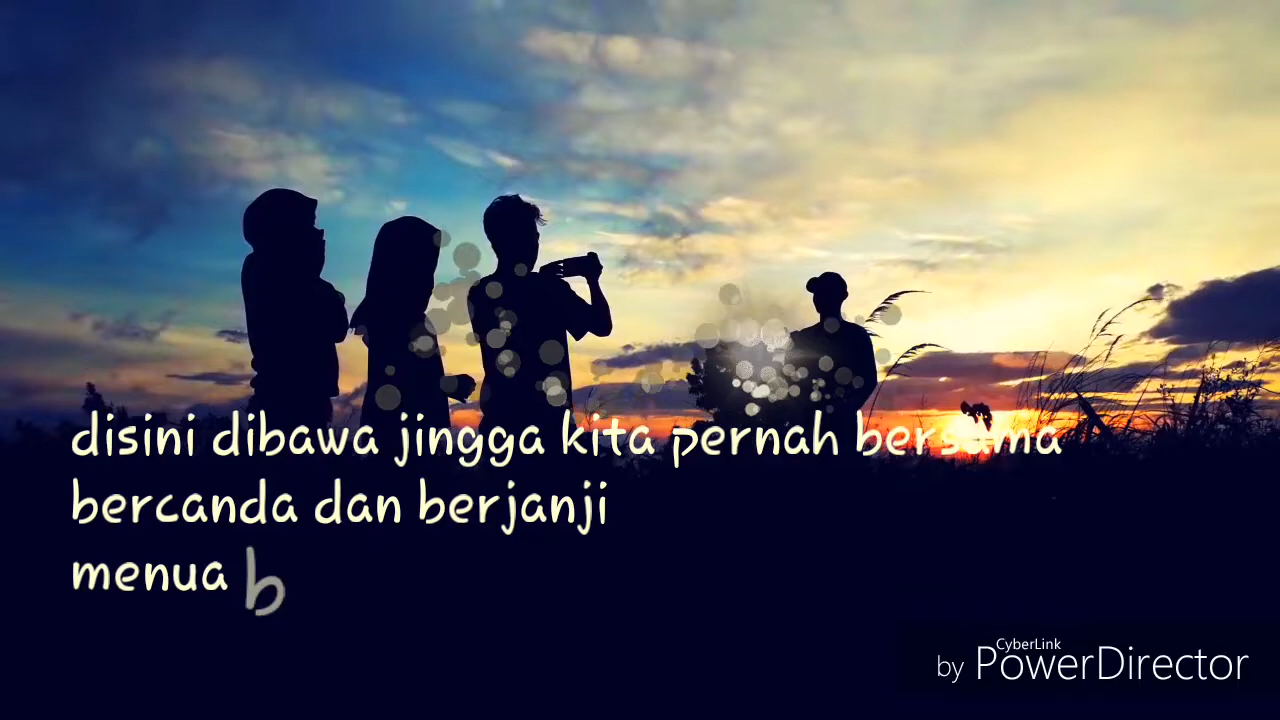 disini dibawa jingga kita pernah bersama
bercanda dan berjanji
menua b
CyberLink
by PowerDirector